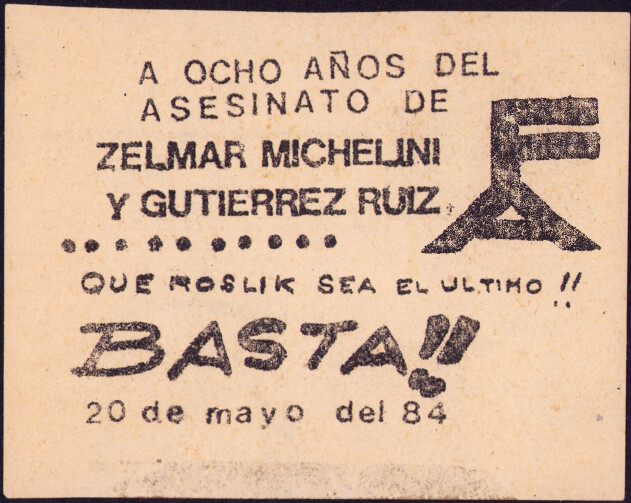 A OCHO AÑOS DEL
ASESINATO DE
ZELMAR MICHELINI
Y GUTIERREZ RUIZ
FA
..........
QUE ROSLIK SEA EL ULTIMO !!
BASTA!!
20 de mayo del 84